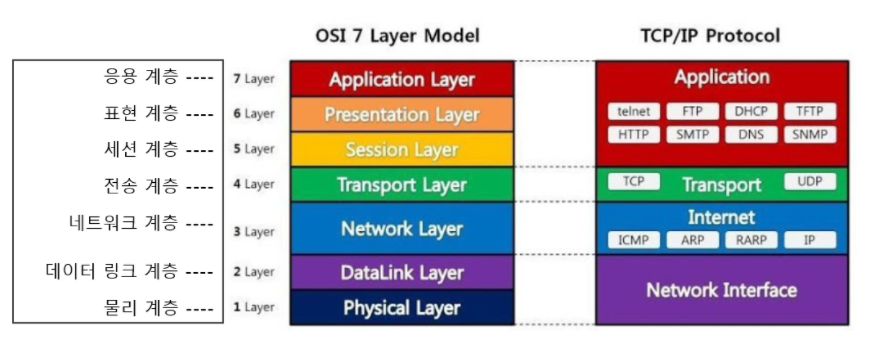 OSI 7 Layer Model TCP/IP Protocol
응용 계층 ---- 7 Layer Application Layer Application
표현 계층 ---- 6 Layer Presentation Layer telnet FTP DHCP TFTP
HTTP SMTP DNS SNMP
세션 계층 ---- 5 Layer Session Layer
전송 계층 ---- 4 Layer Transport Layer TCP Transport UDP
네트워크 계층 ---- 3 Layer Network Layer Internet
ICMP ARP RARP IP
데이터 링크 계층 ---- 2 Layer DataLink Layer Network Interface
물리 계층 ---- 1 Layer Physical Layer